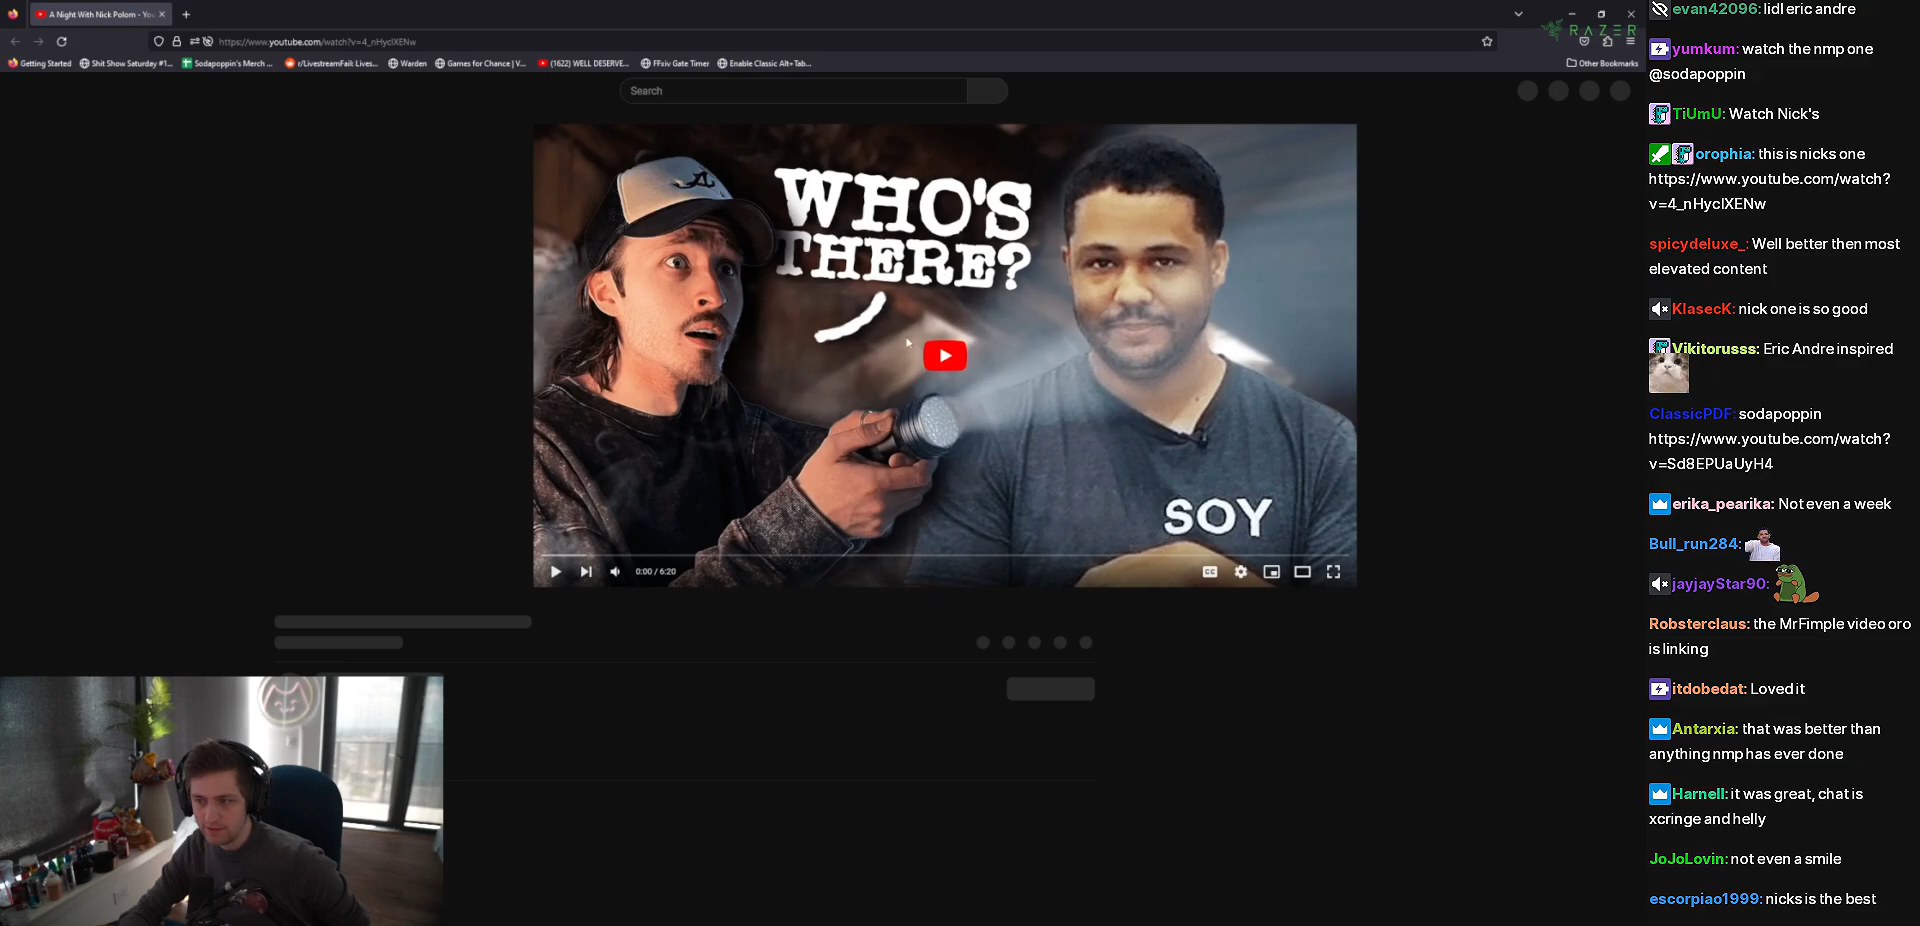 A Night With Nick Polom - You
https://www.youtube.com/watch?v=4_nHyclXENw
RAZER
Getting Started
Shit Show Saturday #1...
Sodapoppin's Merch ...
r/LivestreamFail: Lives...
Warden
Games for Chance | V...
(1622) WELL DESERVE...
FFxiv Gate Timer
Enable Classic Alt+Tab...
Other Bookmarks
Search
WHO'S
THERE?
SOY
0:00 / 6:20
CC
evan42096: lidl eric andre
yumkum: watch the nmp one
@sodapoppin
TiUmU: Watch Nick's
orophia: this is nicks one
https://www.youtube.com/watch?
v=4_nHyclXENw
spicydeluxe_: Well better then most
elevated content
KlasecK: nick one is so good
Vikitorusss: Eric Andre inspired
ClassicPDF: sodapoppin
https://www.youtube.com/watch?
v=Sd8EPUaUyH4
erika_pearika: Not even a week
Bull_run284:
jayjayStar90:
Robsterclaus: the MrFimple video oro
is linking
itdobedat: Loved it
Antarxia: that was better than
anything nmp has ever done
Harnell: it was great, chat is
xcringe and helly
JoJoLovin: not even a smile
escorpiao1999: nicks is the best